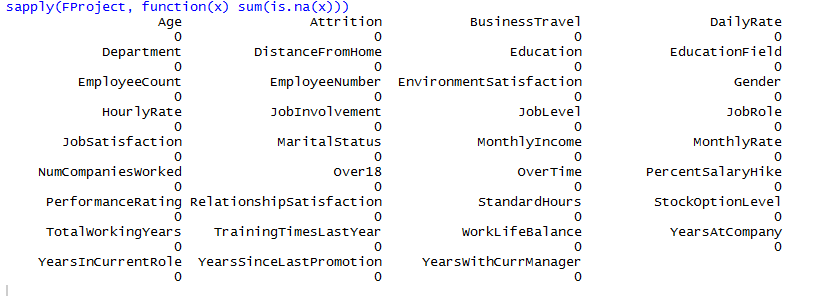 sapply(FProject, function(x) sum(is.na(x)))
Age Attrition BusinessTravel DailyRate
0 0 0 0
Department DistanceFromHome Education EducationField
0 0 0 0
EmployeeCount EmployeeNumber EnvironmentSatisfaction Gender
0 0 0 0
HourlyRate JobInvolvement JobLevel JobRole
0 0 0 0
JobSatisfaction MaritalStatus MonthlyIncome MonthlyRate
0 0 0 0
NumCompaniesWorked Over18 OverTime PercentSalaryHike
0 0 0 0
PerformanceRating RelationshipSatisfaction StandardHours StockOptionLevel
0 0 0 0
TotalWorkingYears TrainingTimesLastYear WorkLifeBalance YearsAtCompany
0 0 0 0
YearsInCurrentRole YearsSinceLastPromotion YearsWithCurrManager
0 0 0